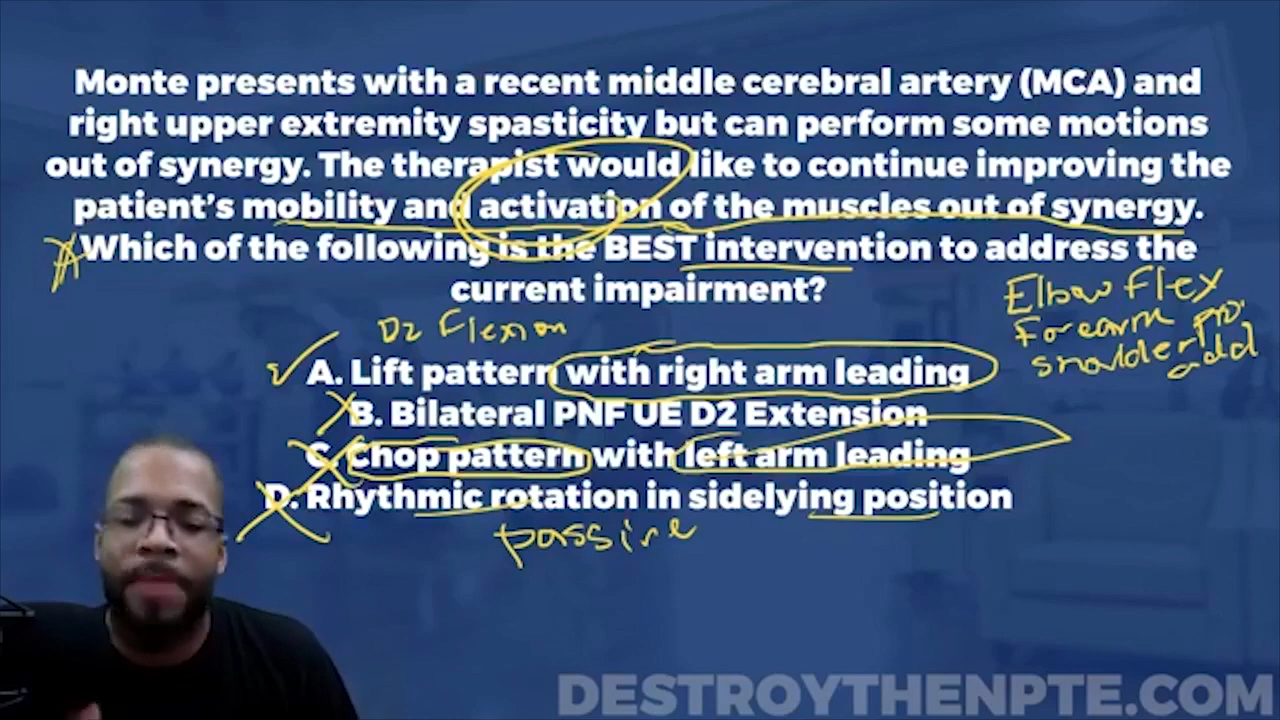 Monte presents with a recent middle cerebral artery (MCA) and
right upper extremity spasticity but can perform some motions
out of synergy. The therapist would like to continue improving the
patient's mobility and activation of the muscles out of synergy.
Which of the following is the BEST intervention to address the
current impairment?
Elbow Flex
Forearm pro.
shoulder add
D2 Flexion
A. Lift pattern with right arm leading
B. Bilateral PNF UE D2 Extension
C. Chop pattern with left arm leading
D. Rhythmic rotation in sidelying position
passive
DESTROYTHENPTE.COM